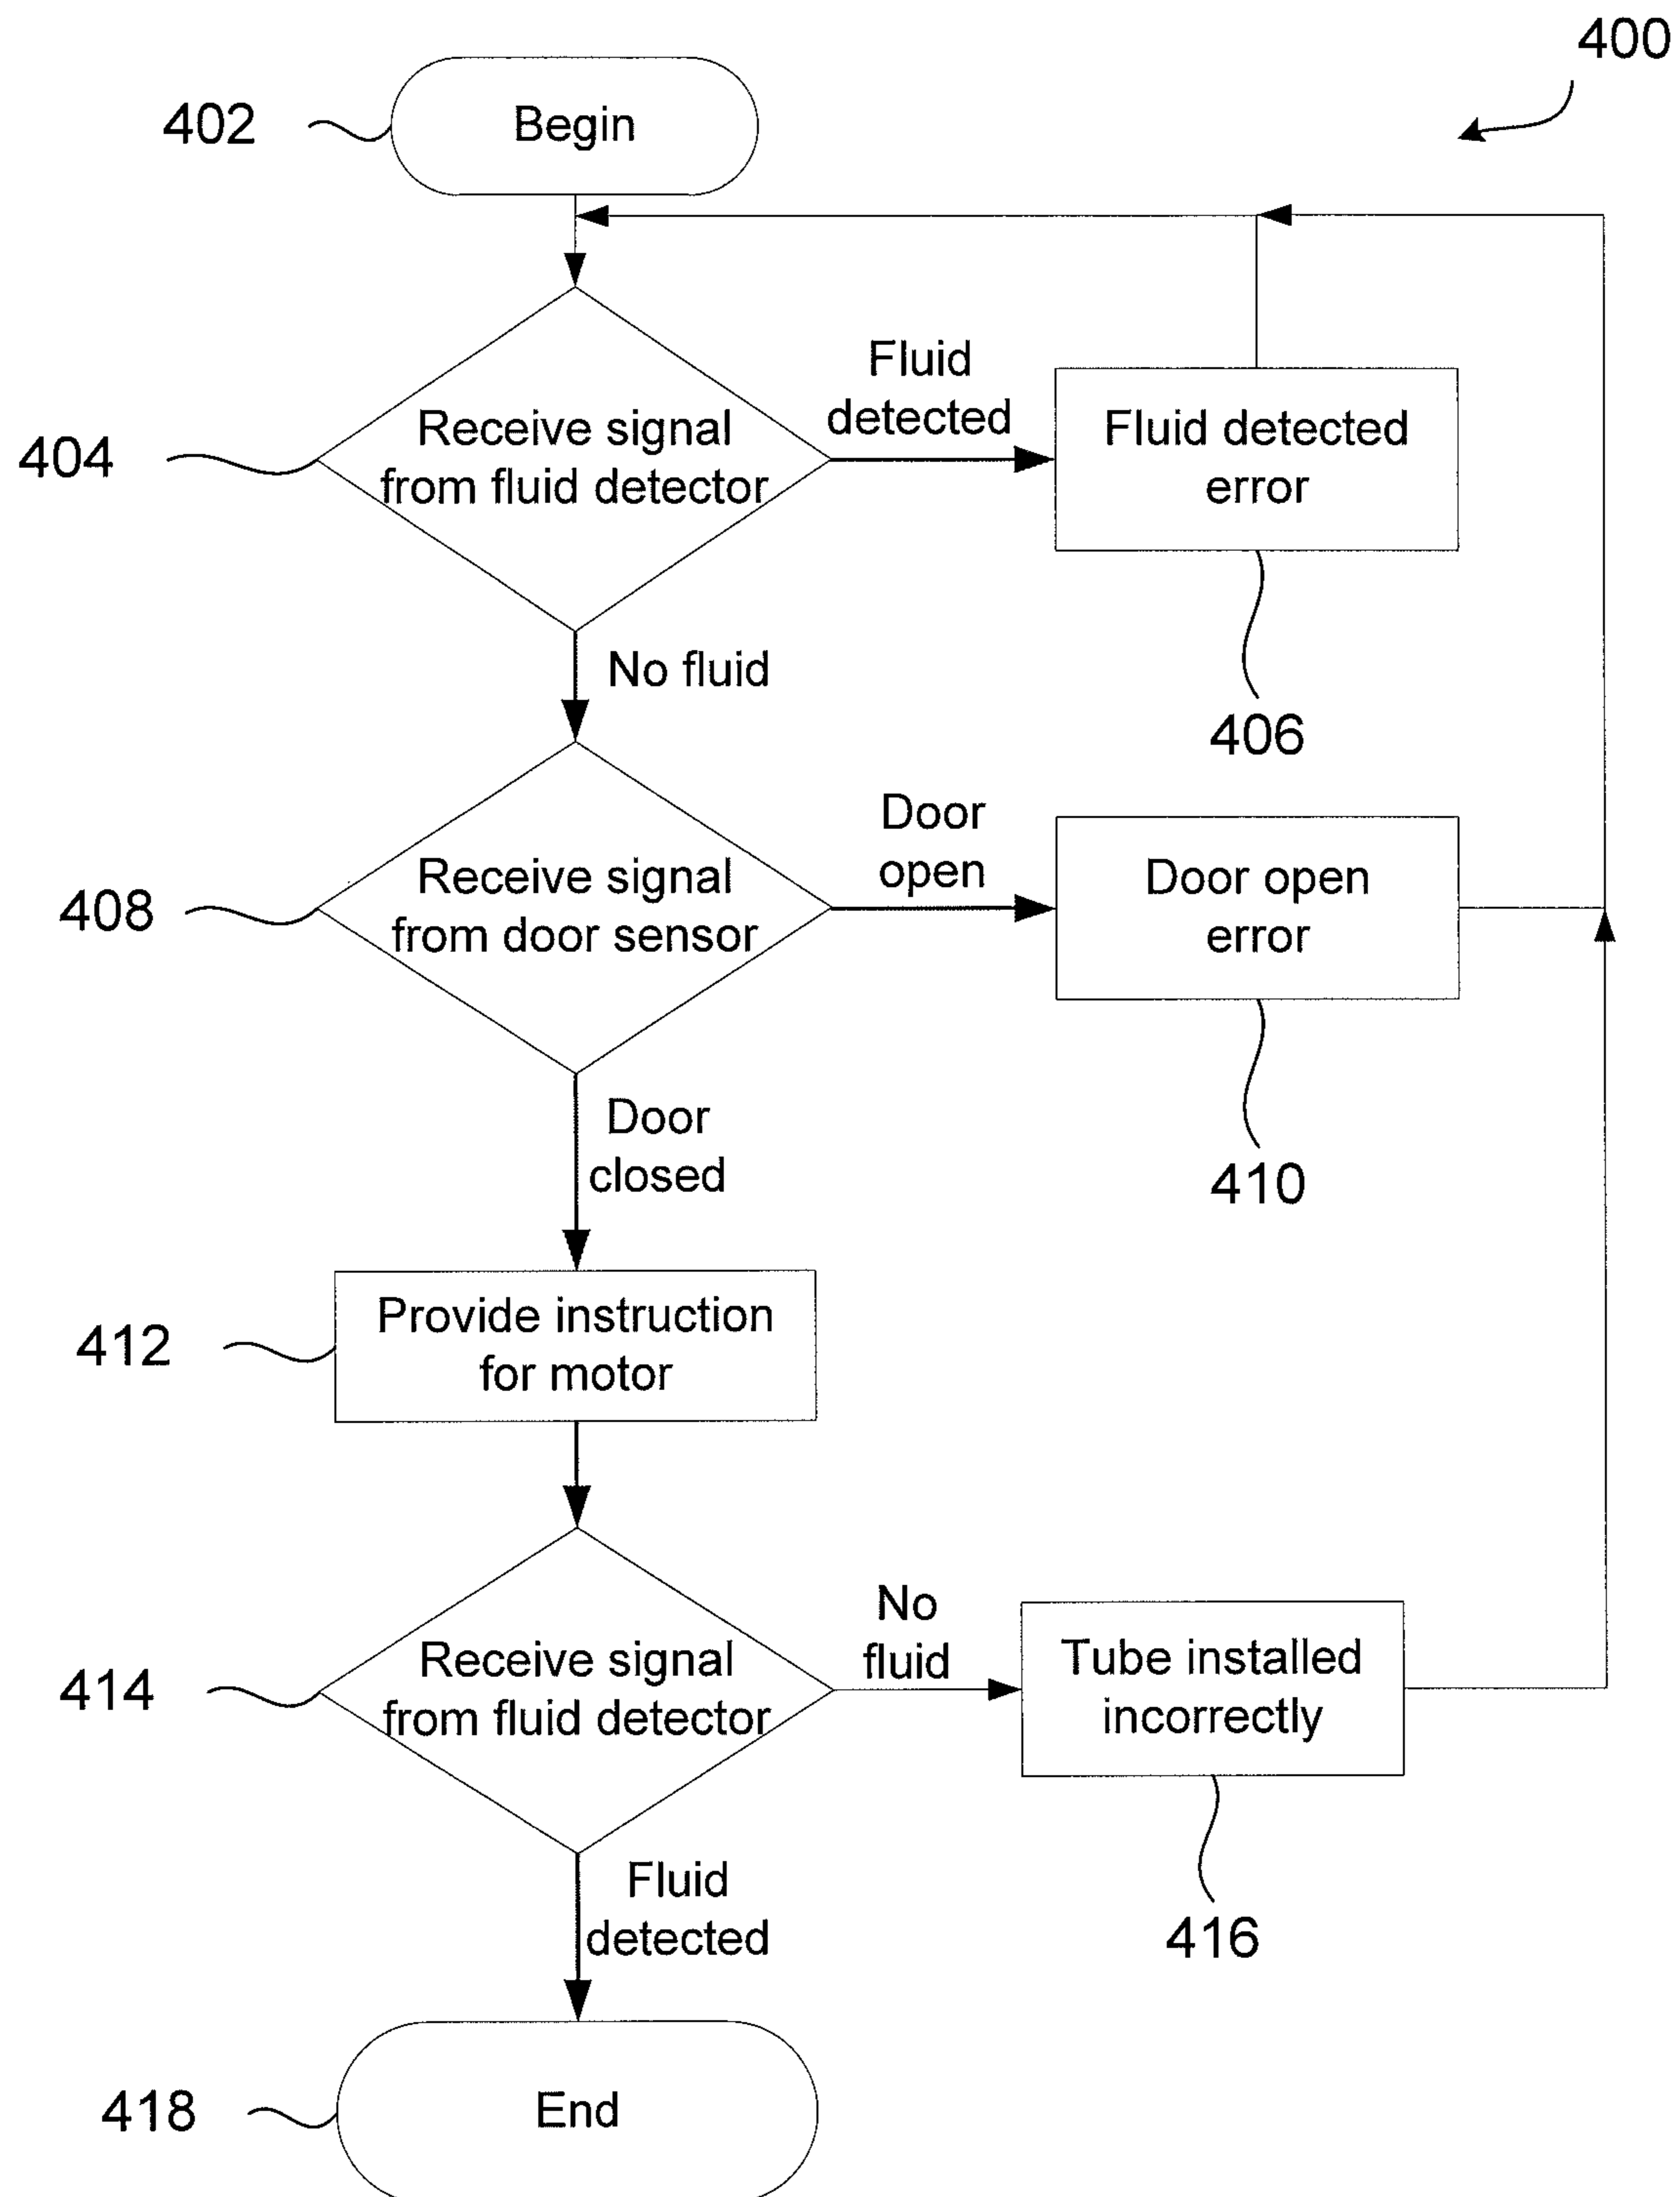 400
402
Begin
Fluid
detected
404
Receive signal
from fluid detector
Fluid detected
error
No fluid
406
Door
open
408
Receive signal
from door sensor
Door open
error
Door
closed
410
412
Provide instruction
for motor
No
fluid
414
Receive signal
from fluid detector
Tube installed
incorrectly
Fluid
detected
416
418
End